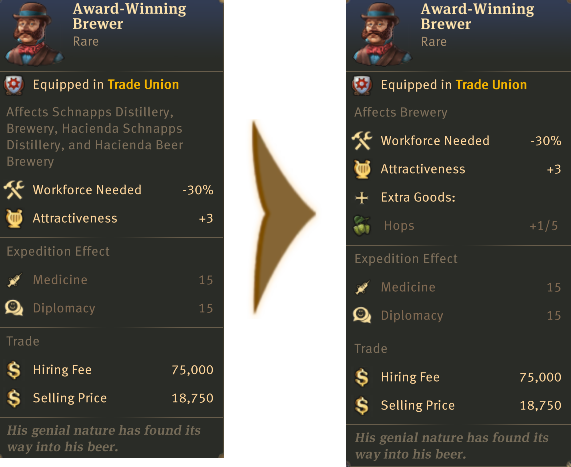 Award-Winning
Brewer
Rare
Equipped in Trade Union
Affects Schnapps Distillery,
Brewery, Hacienda Schnapps
Distillery, and Hacienda Beer
Brewery
Workforce Needed -30%
Attractiveness +3
Expedition Effect
Medicine 15
Diplomacy 15
Trade
Hiring Fee 75,000
Selling Price 18,750
His genial nature has found its
way into his beer.
Award-Winning
Brewer
Rare
Equipped in Trade Union
Affects Brewery
Workforce Needed -30%
Attractiveness +3
Extra Goods:
Hops +1/5
Expedition Effect
Medicine 15
Diplomacy 15
Trade
Hiring Fee 75,000
Selling Price 18,750
His genial nature has found its
way into his beer.